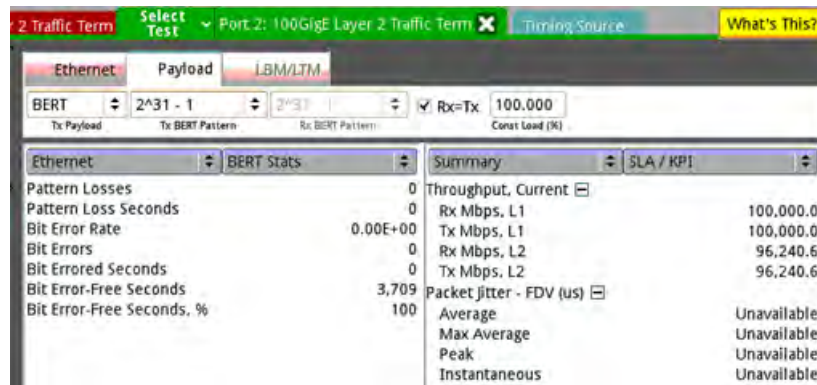 2 Traffic Term Select Test Port 2: 100GigE Layer 2 Traffic Term Timing Source What's This?
Ethernet Payload LBM/LTM
BERT 2^31 - 1 2^31 - 1 Rx=Tx 100.000
Tx Payload Tx BERT Pattern Rx BERT Pattern Const Load (%)
Ethernet BERT Stats
Pattern Losses 0
Pattern Loss Seconds 0
Bit Error Rate 0.00E+00
Bit Errors 0
Bit Errored Seconds 0
Bit Error-Free Seconds 3,709
Bit Error-Free Seconds, % 100
Summary SLA / KPI
Throughput, Current
Rx Mbps, L1 100,000.0
Tx Mbps, L1 100,000.0
Rx Mbps, L2 96,240.6
Tx Mbps, L2 96,240.6
Packet Jitter - FDV (us)
Average Unavailable
Max Average Unavailable
Peak Unavailable
Instantaneous Unavailable